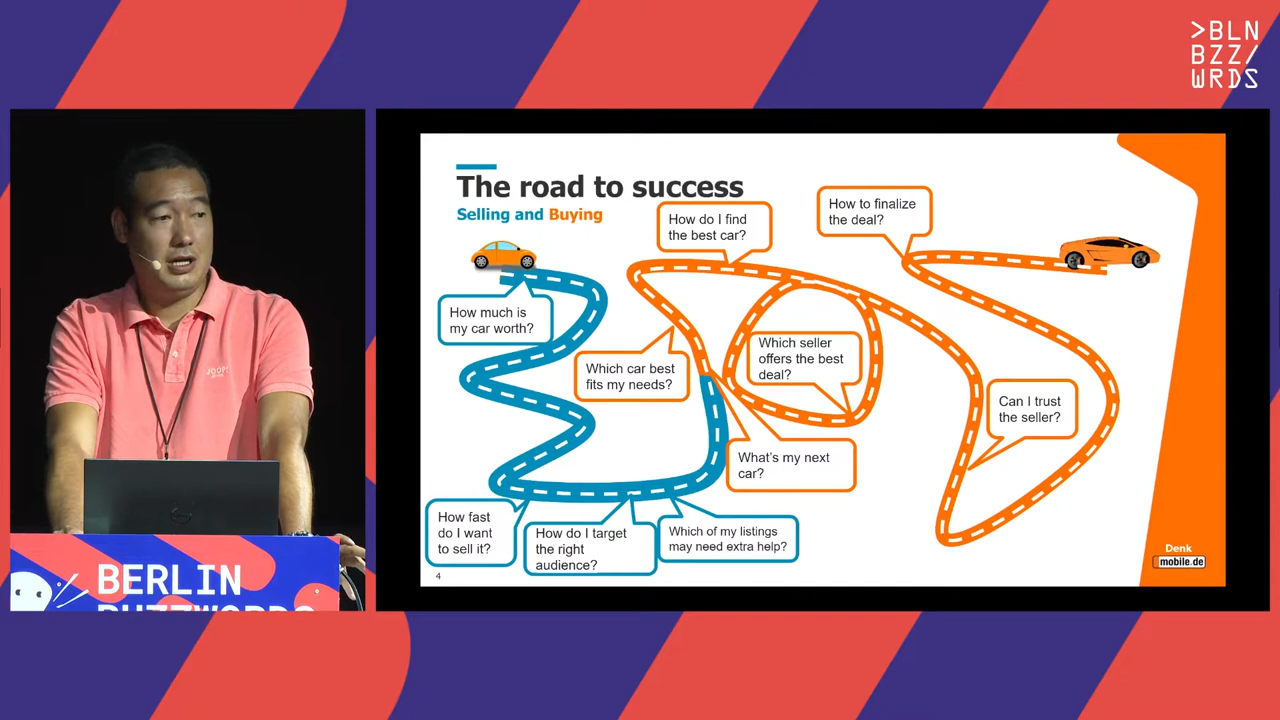 >BLN
BZZ/
WRDS
The road to success
Selling and Buying
How much is
my car worth?
How fast
do I want
to sell it?
How do I target
the right
audience?
Which of my listings
may need extra help?
What's my next
car?
Which car best
fits my needs?
How do I find
the best car?
Which seller
offers the best
deal?
Can I trust
the seller?
How to finalize
the deal?
4
Denk
mobile.de
JOOP!
BERLIN
BUZZWORDS